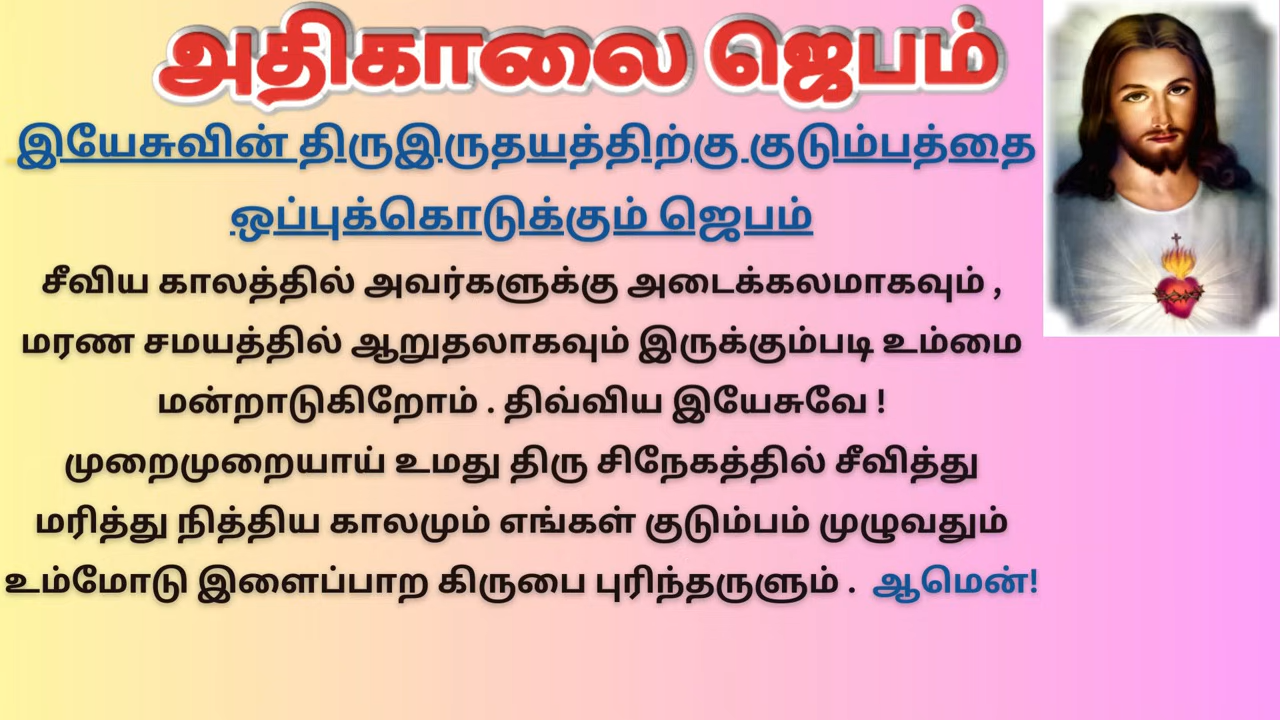 அதிகாலை ஜெபம்
இயேசுவின் திருஇருதயத்திற்கு குடும்பத்தை
ஒப்புக்கொடுக்கும் ஜெபம்
சீவிய காலத்தில் அவர்களுக்கு அடைக்கலமாகவும் ,
மரண சமயத்தில் ஆறுதலாகவும் இருக்கும்படி உம்மை
மன்றாடுகிறோம் . திவ்விய இயேசுவே !
முறைமுறையாய் உமது திரு சிநேகத்தில் சீவித்து
மரித்து நித்திய காலமும் எங்கள் குடும்பம் முழுவதும்
உம்மோடு இளைப்பாற கிருபை புரிந்தருளும் . ஆமென்!